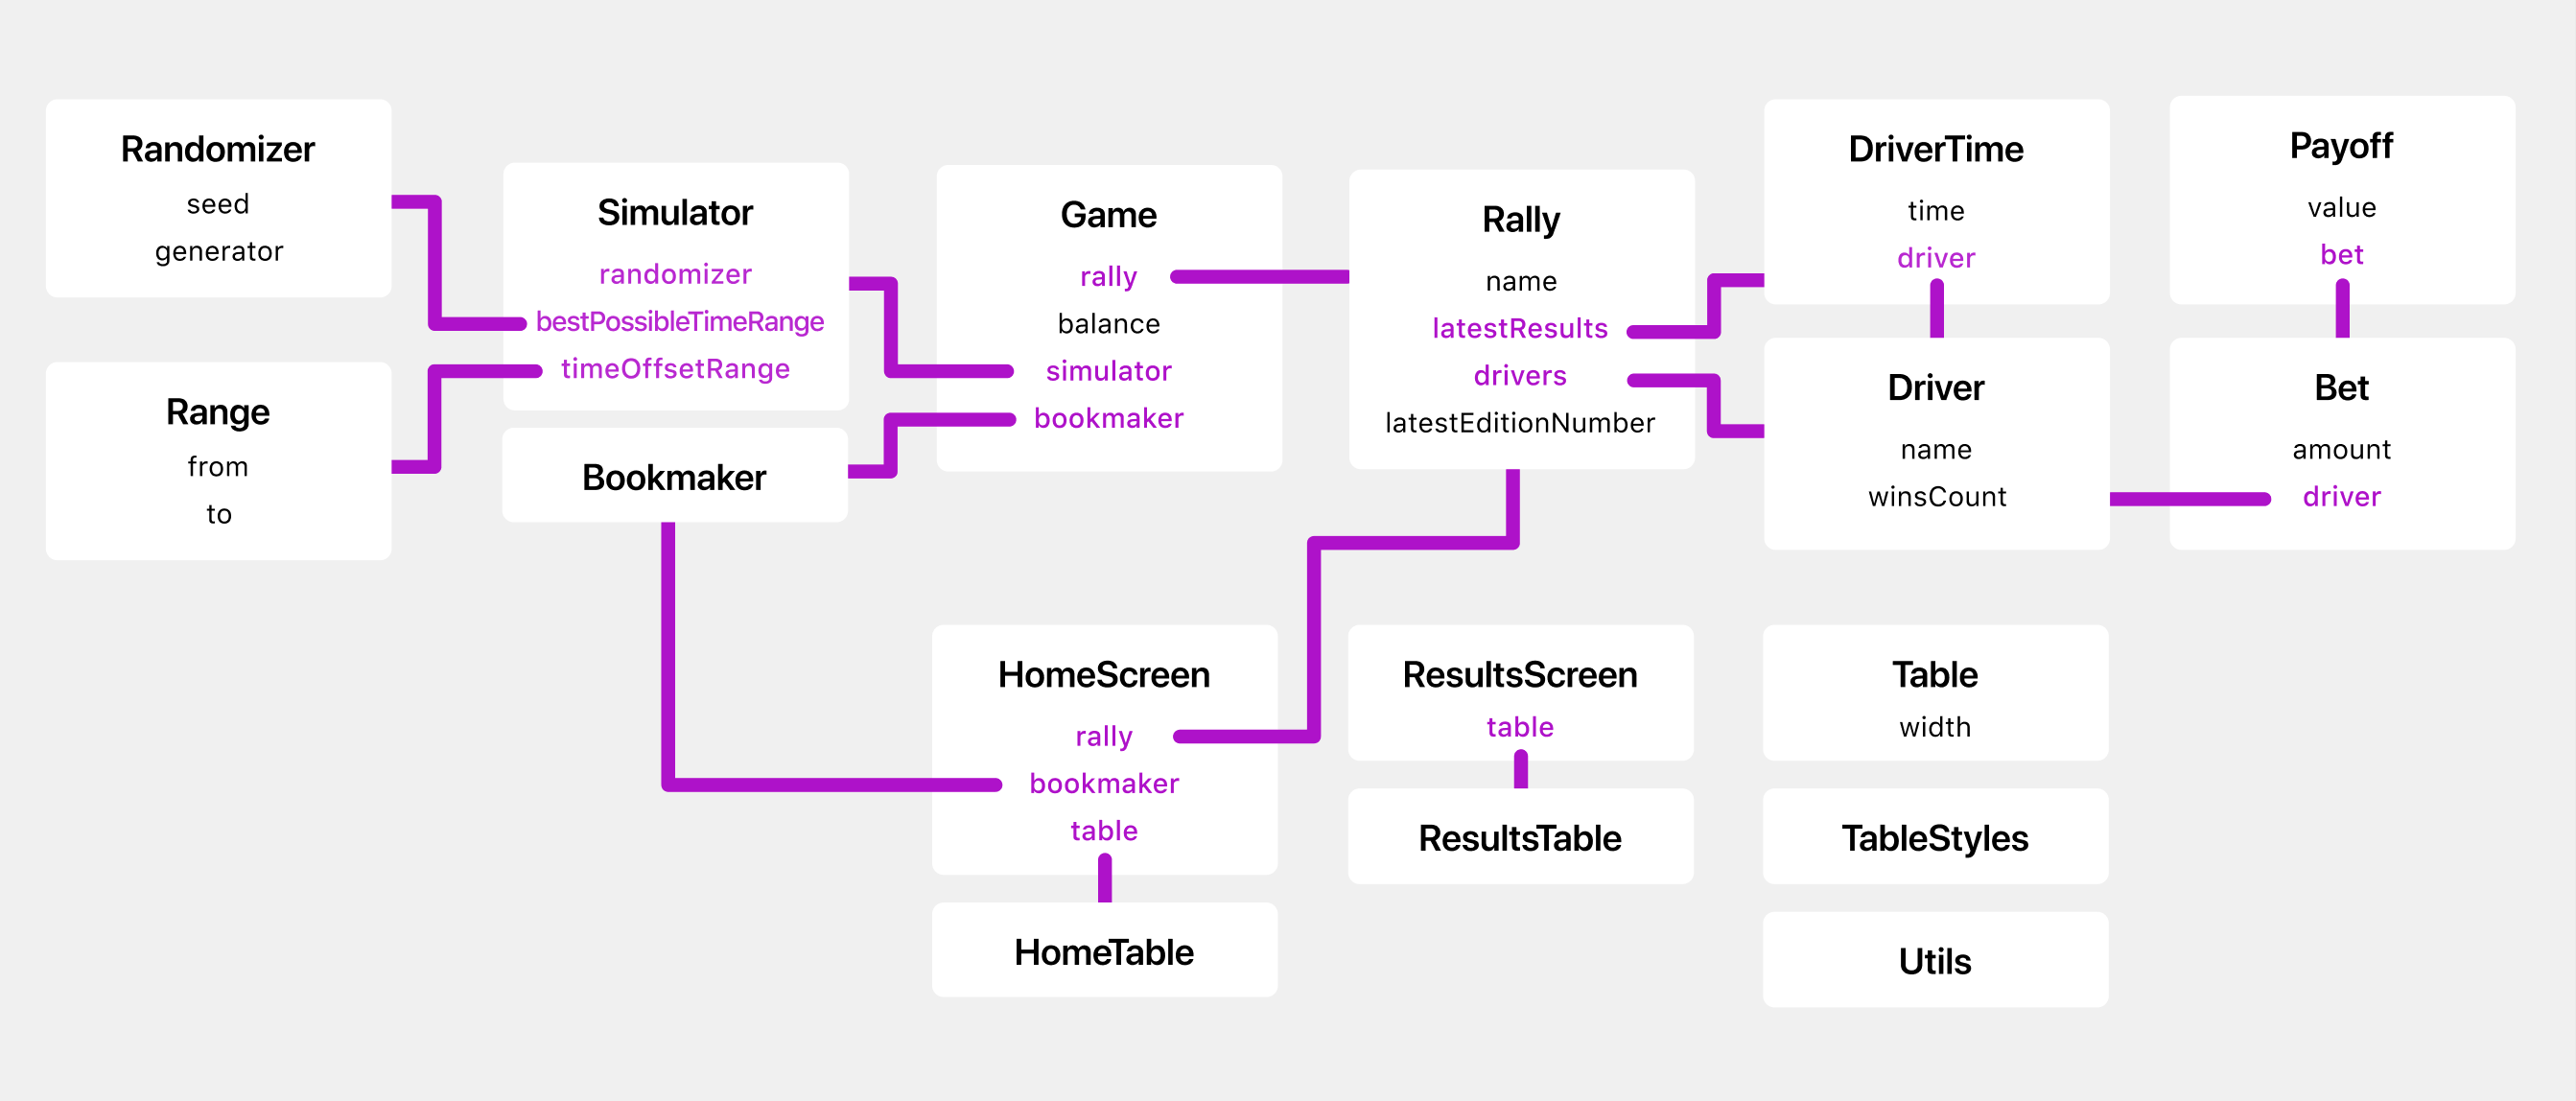 Randomizer
seed
generator
Range
from
to
Simulator
randomizer
bestPossibleTimeRange
timeOffsetRange
Bookmaker
Game
rally
balance
simulator
bookmaker
Rally
name
latestResults
drivers
latestEditionNumber
DriverTime
time
driver
Driver
name
winsCount
Payoff
value
bet
Bet
amount
driver
HomeScreen
rally
bookmaker
table
HomeTable
ResultsScreen
table
ResultsTable
Table
width
TableStyles
Utils